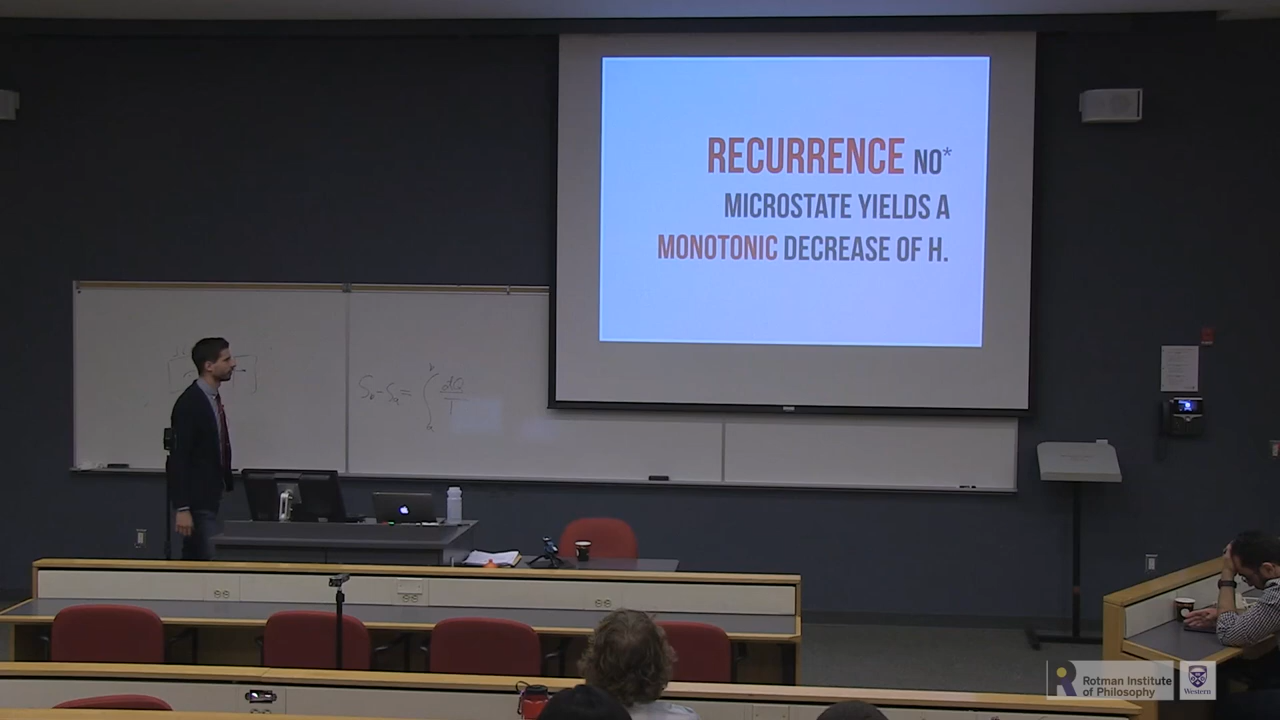 RECURRENCE NO*
MICROSTATE YIELDS A
MONOTONIC DECREASE OF H.
Rotman Institute
of Philosophy
Western